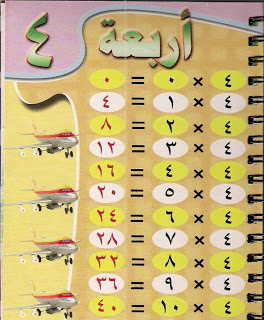 أربعة ٤
٤ × ٠ = ٠
٤ × ١ = ٤
٤ × ٢ = ٨
٤ × ٣ = ١٢
٤ × ٤ = ١٦
٤ × ٥ = ٢٠
٤ × ٦ = ٢٤
٤ × ٧ = ٢٨
٤ × ٨ = ٣٢
٤ × ٩ = ٣٦
٤ × ١٠ = ٤٠